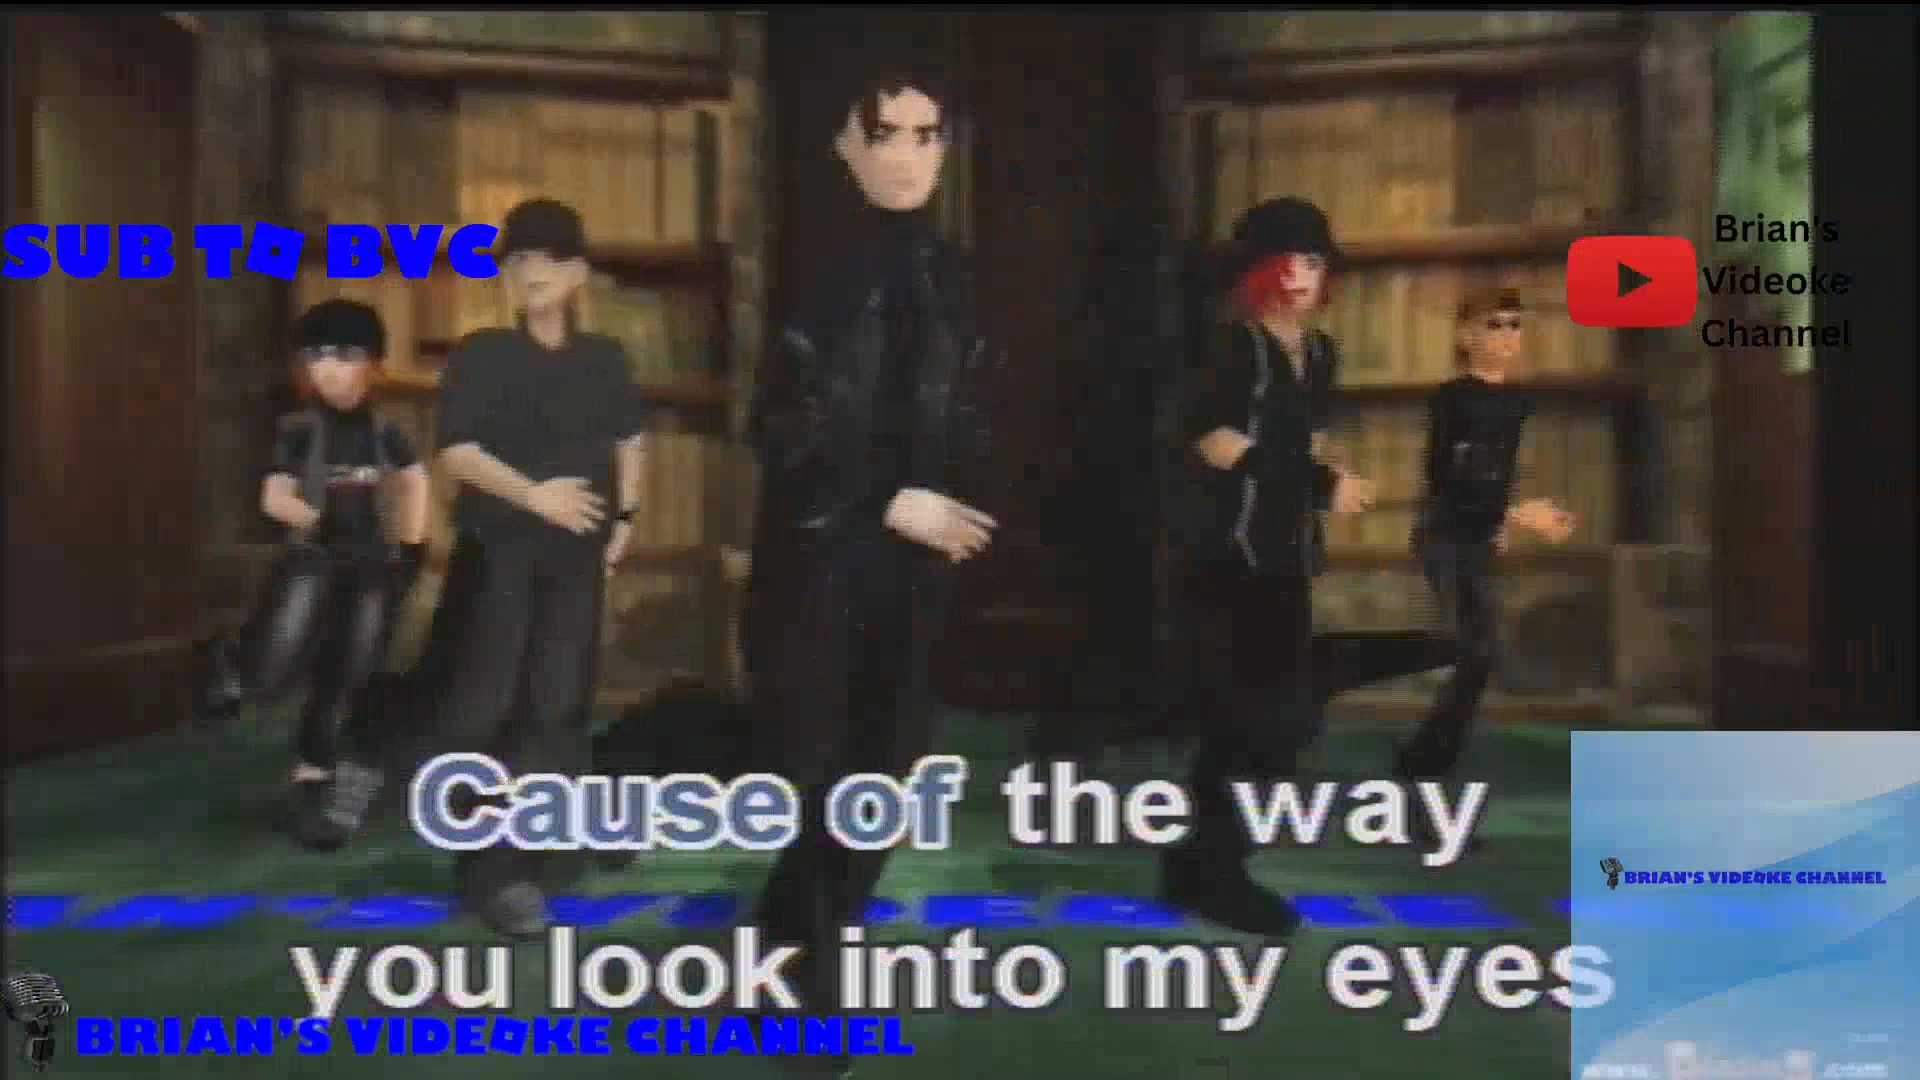 SUB TO BVC
Brian's
Videoke
Channel
Cause of the way
BRIAN'S VIDEOKE CHANNEL
you look into my eyes
BRIAN'S VIDEOKE CHANNEL